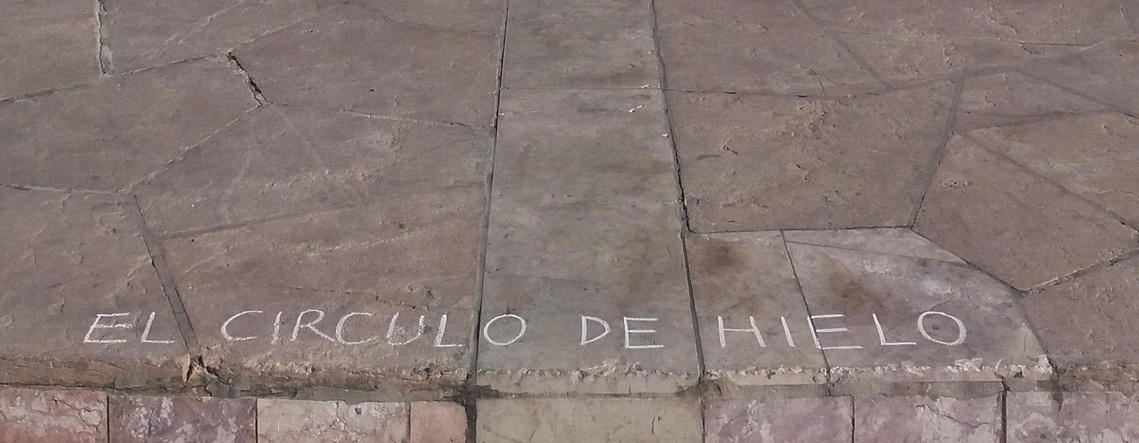 EL CIRCULO DE HIELO